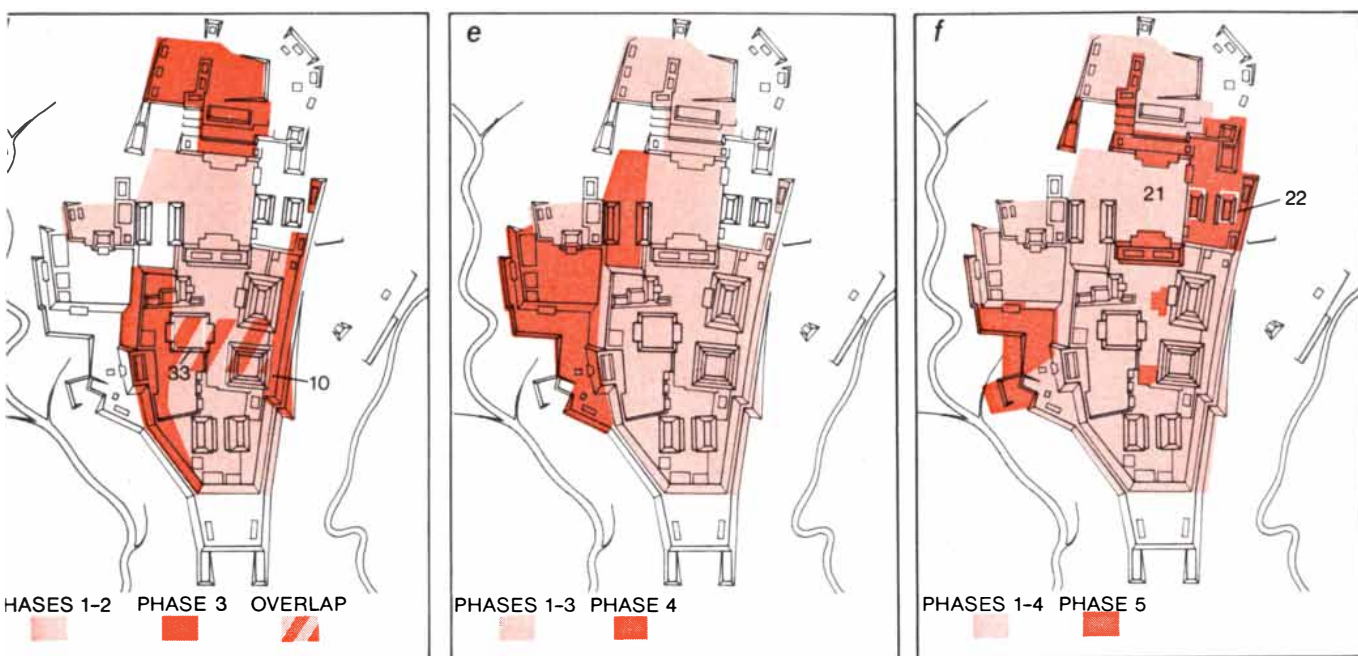 e
f
21
22
33
10
HASES 1-2 PHASE 3 OVERLAP
PHASES 1-3 PHASE 4
PHASES 1-4 PHASE 5